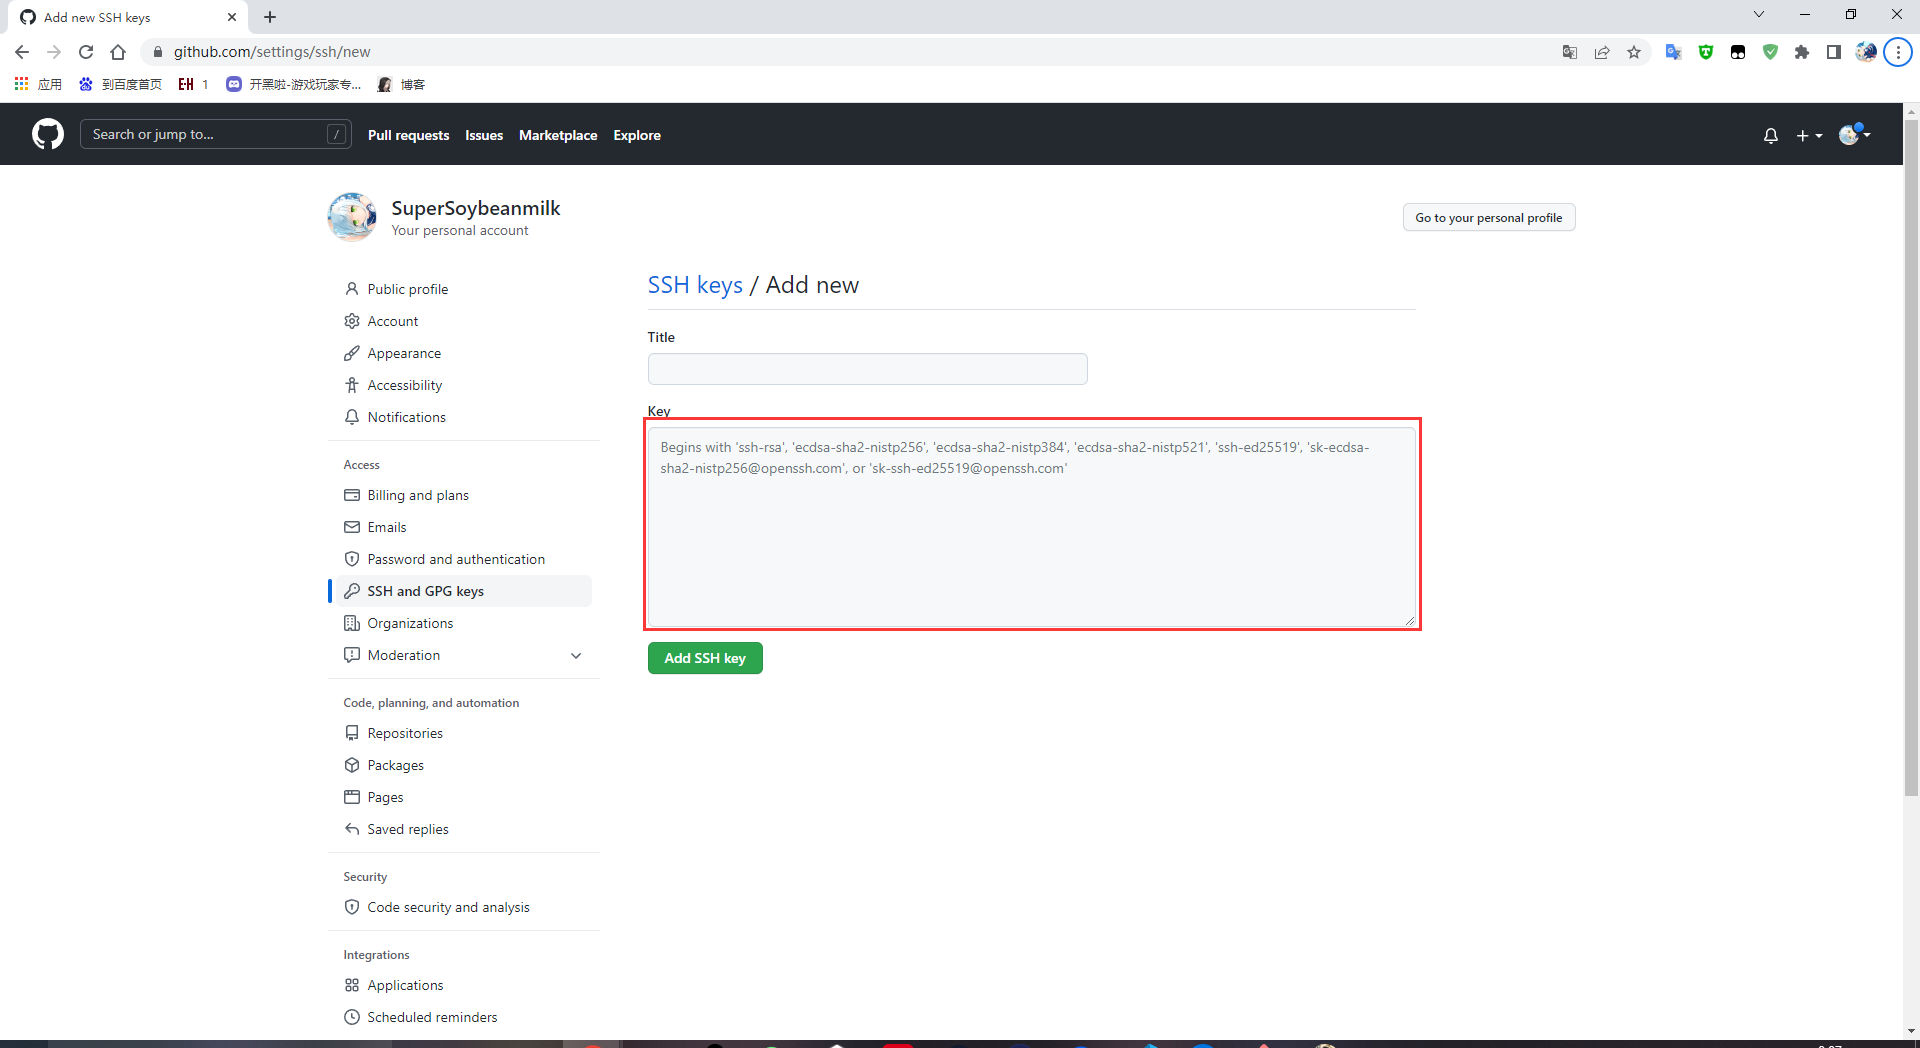 Add new SSH keys
github.com/settings/ssh/new
应用 到百度首页 E·H 1 开黑啦-游戏玩家专... 博客
Search or jump to... / Pull requests Issues Marketplace Explore
SuperSoybeanmilk
Your personal account
Go to your personal profile
Public profile
Account
Appearance
Accessibility
Notifications
Access
Billing and plans
Emails
Password and authentication
SSH and GPG keys
Organizations
Moderation
Code, planning, and automation
Repositories
Packages
Pages
Saved replies
Security
Code security and analysis
Integrations
Applications
Scheduled reminders
SSH keys / Add new
Title
Key
Begins with 'ssh-rsa', 'ecdsa-sha2-nistp256', 'ecdsa-sha2-nistp384', 'ecdsa-sha2-nistp521', 'ssh-ed25519', 'sk-ecdsa-
sha2-nistp256@openssh.com', or 'sk-ssh-ed25519@openssh.com'
Add SSH key